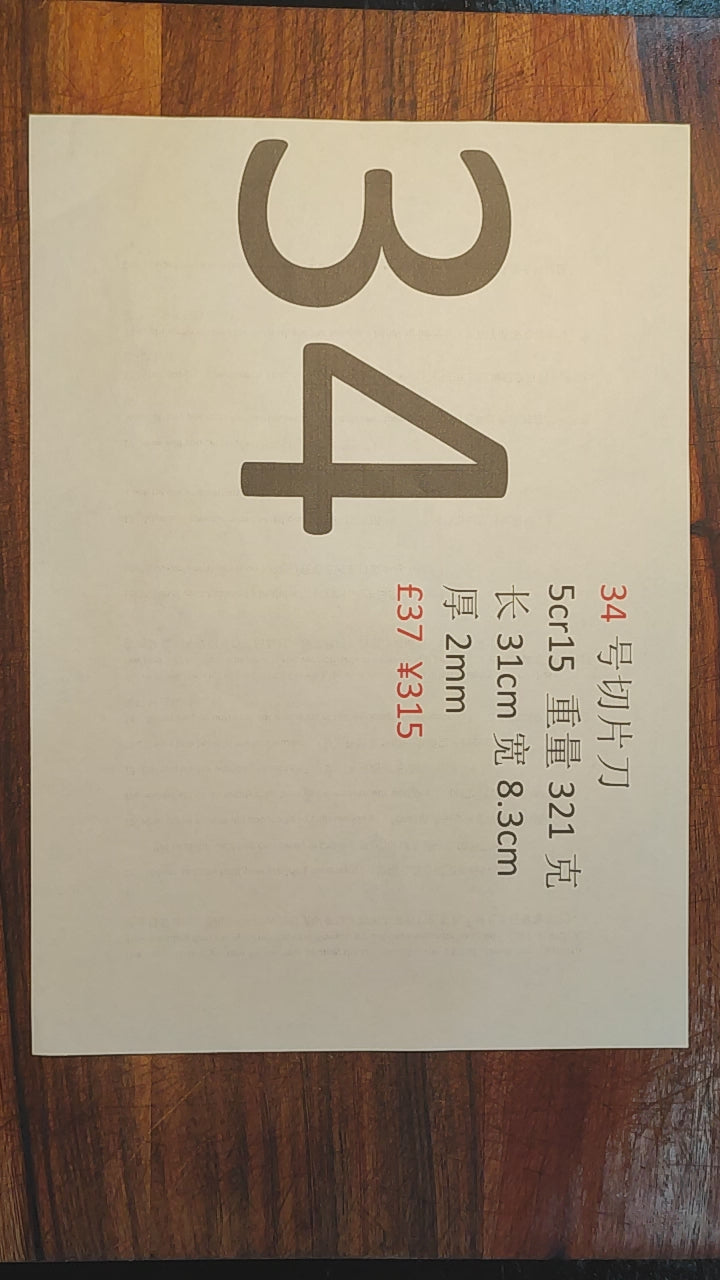 34
34 号切片刀
5cr15 重量 321 克
长 31cm 宽 8.3cm
厚 2mm
£37 ¥315